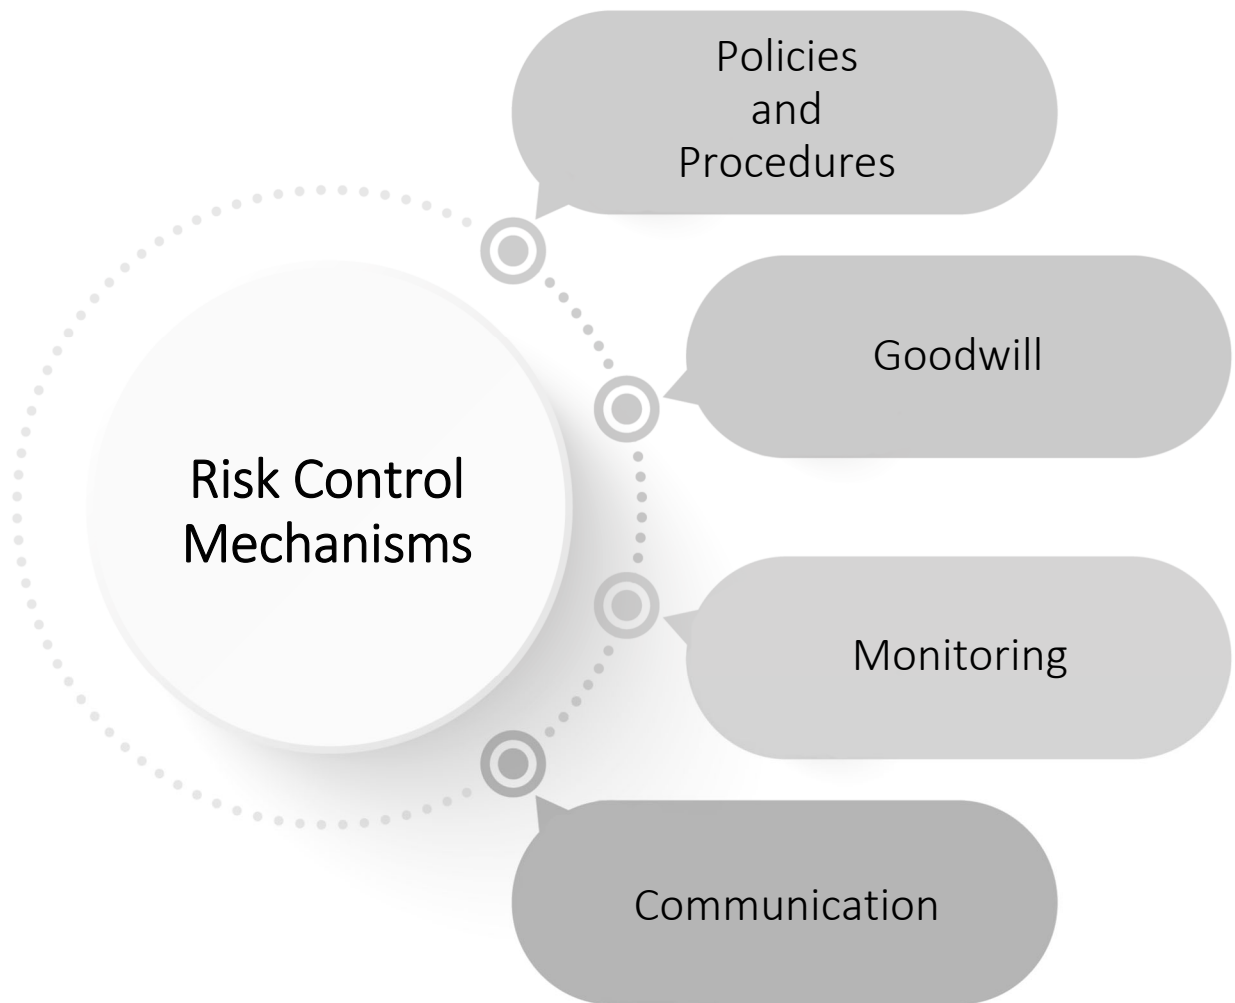 Policies
and
Procedures
Goodwill
Risk Control
Mechanisms
Monitoring
Communication